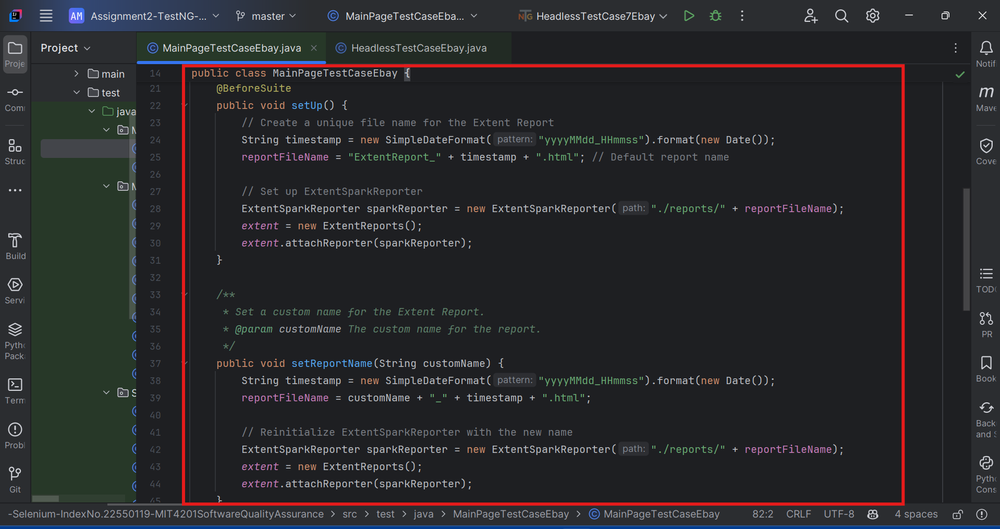 AM Assignment2-TestNG-... master MainPageTestCaseEba... HeadlessTestCase7Ebay
Project MainPageTestCaseEbay.java HeadlessTestCaseEbay.java
Proje
Notif
main
test
java
Comm
Mave
Struc
Cove
Build
Servi
TODO
Pytho
Pack
PR
Term
Book
Probl
Back
and S
Git
Pytho
Cons
14 public class MainPageTestCaseEbay {
21 @BeforeSuite
22 public void setUp() {
23 // Create a unique file name for the Extent Report
24 String timestamp = new SimpleDateFormat( pattern: "yyyyMMdd_HHmmss").format(new Date());
25 reportFileName = "ExtentReport_" + timestamp + ".html"; // Default report name
26
27 // Set up ExtentSparkReporter
28 ExtentSparkReporter sparkReporter = new ExtentSparkReporter( path: "./reports/" + reportFileName);
29 extent = new ExtentReports();
30 extent.attachReporter(sparkReporter);
31 }
32
33 /**
34 * Set a custom name for the Extent Report.
35 * @param customName The custom name for the report.
36 */
37 public void setReportName(String customName) {
38 String timestamp = new SimpleDateFormat( pattern: "yyyyMMdd_HHmmss").format(new Date());
39 reportFileName = customName + "_" + timestamp + ".html";
40
41 // Reinitialize ExtentSparkReporter with the new name
42 ExtentSparkReporter sparkReporter = new ExtentSparkReporter( path: "./reports/" + reportFileName);
43 extent = new ExtentReports();
44 extent.attachReporter(sparkReporter);
45 }
-Selenium-IndexNo.22550119-MIT4201SoftwareQualityAssurance > src > test > java > MainPageTestCaseEbay > MainPageTestCaseEbay 82:2 CRLF UTF-8 4 spaces